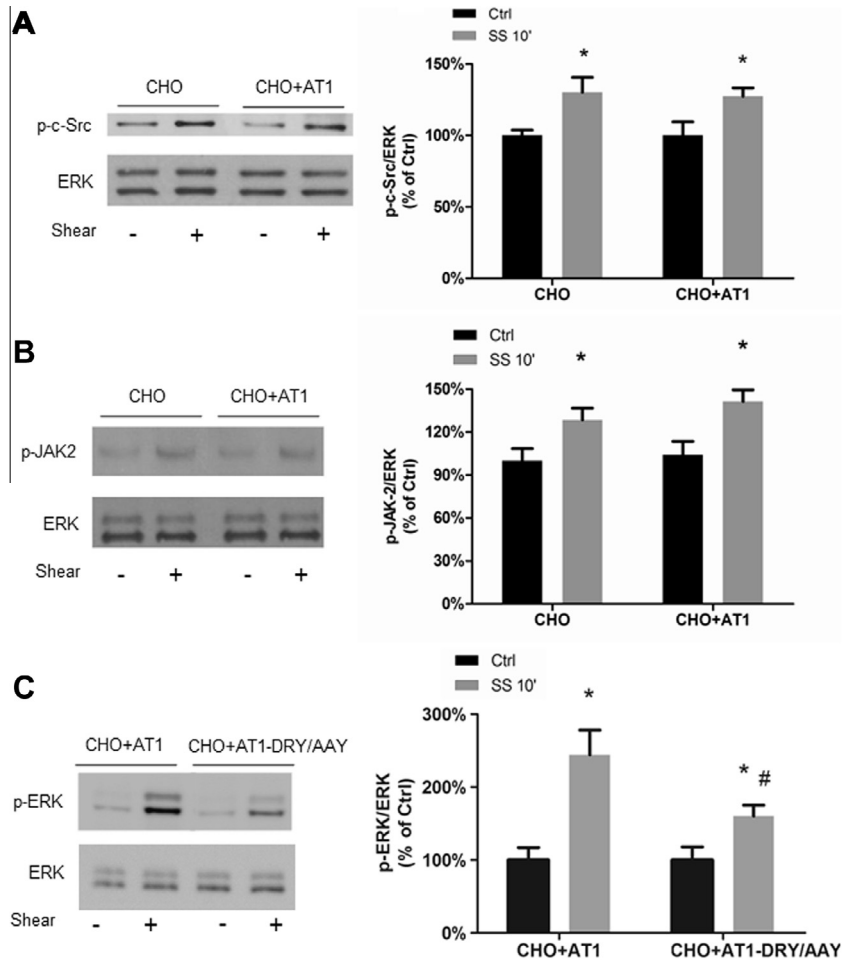 A
CHO
CHO+AT1
p-c-Src
ERK
Shear
-
+
-
+
Ctrl
SS 10'
150%
100%
50%
0%
p-c-Src/ERK
(% of Ctrl)
*
*
CHO
CHO+AT1
B
CHO
CHO+AT1
p-JAK2
ERK
Shear
-
+
-
+
Ctrl
SS 10'
150%
120%
90%
60%
30%
0%
p-JAK-2/ERK
(% of Ctrl)
*
*
CHO
CHO+AT1
C
CHO+AT1
CHO+AT1-DRY/AAY
p-ERK
ERK
Shear
-
+
-
+
Ctrl
SS 10'
300%
200%
100%
0%
p-ERK/ERK
(% of Ctrl)
*
* #
CHO+AT1
CHO+AT1-DRY/AAY